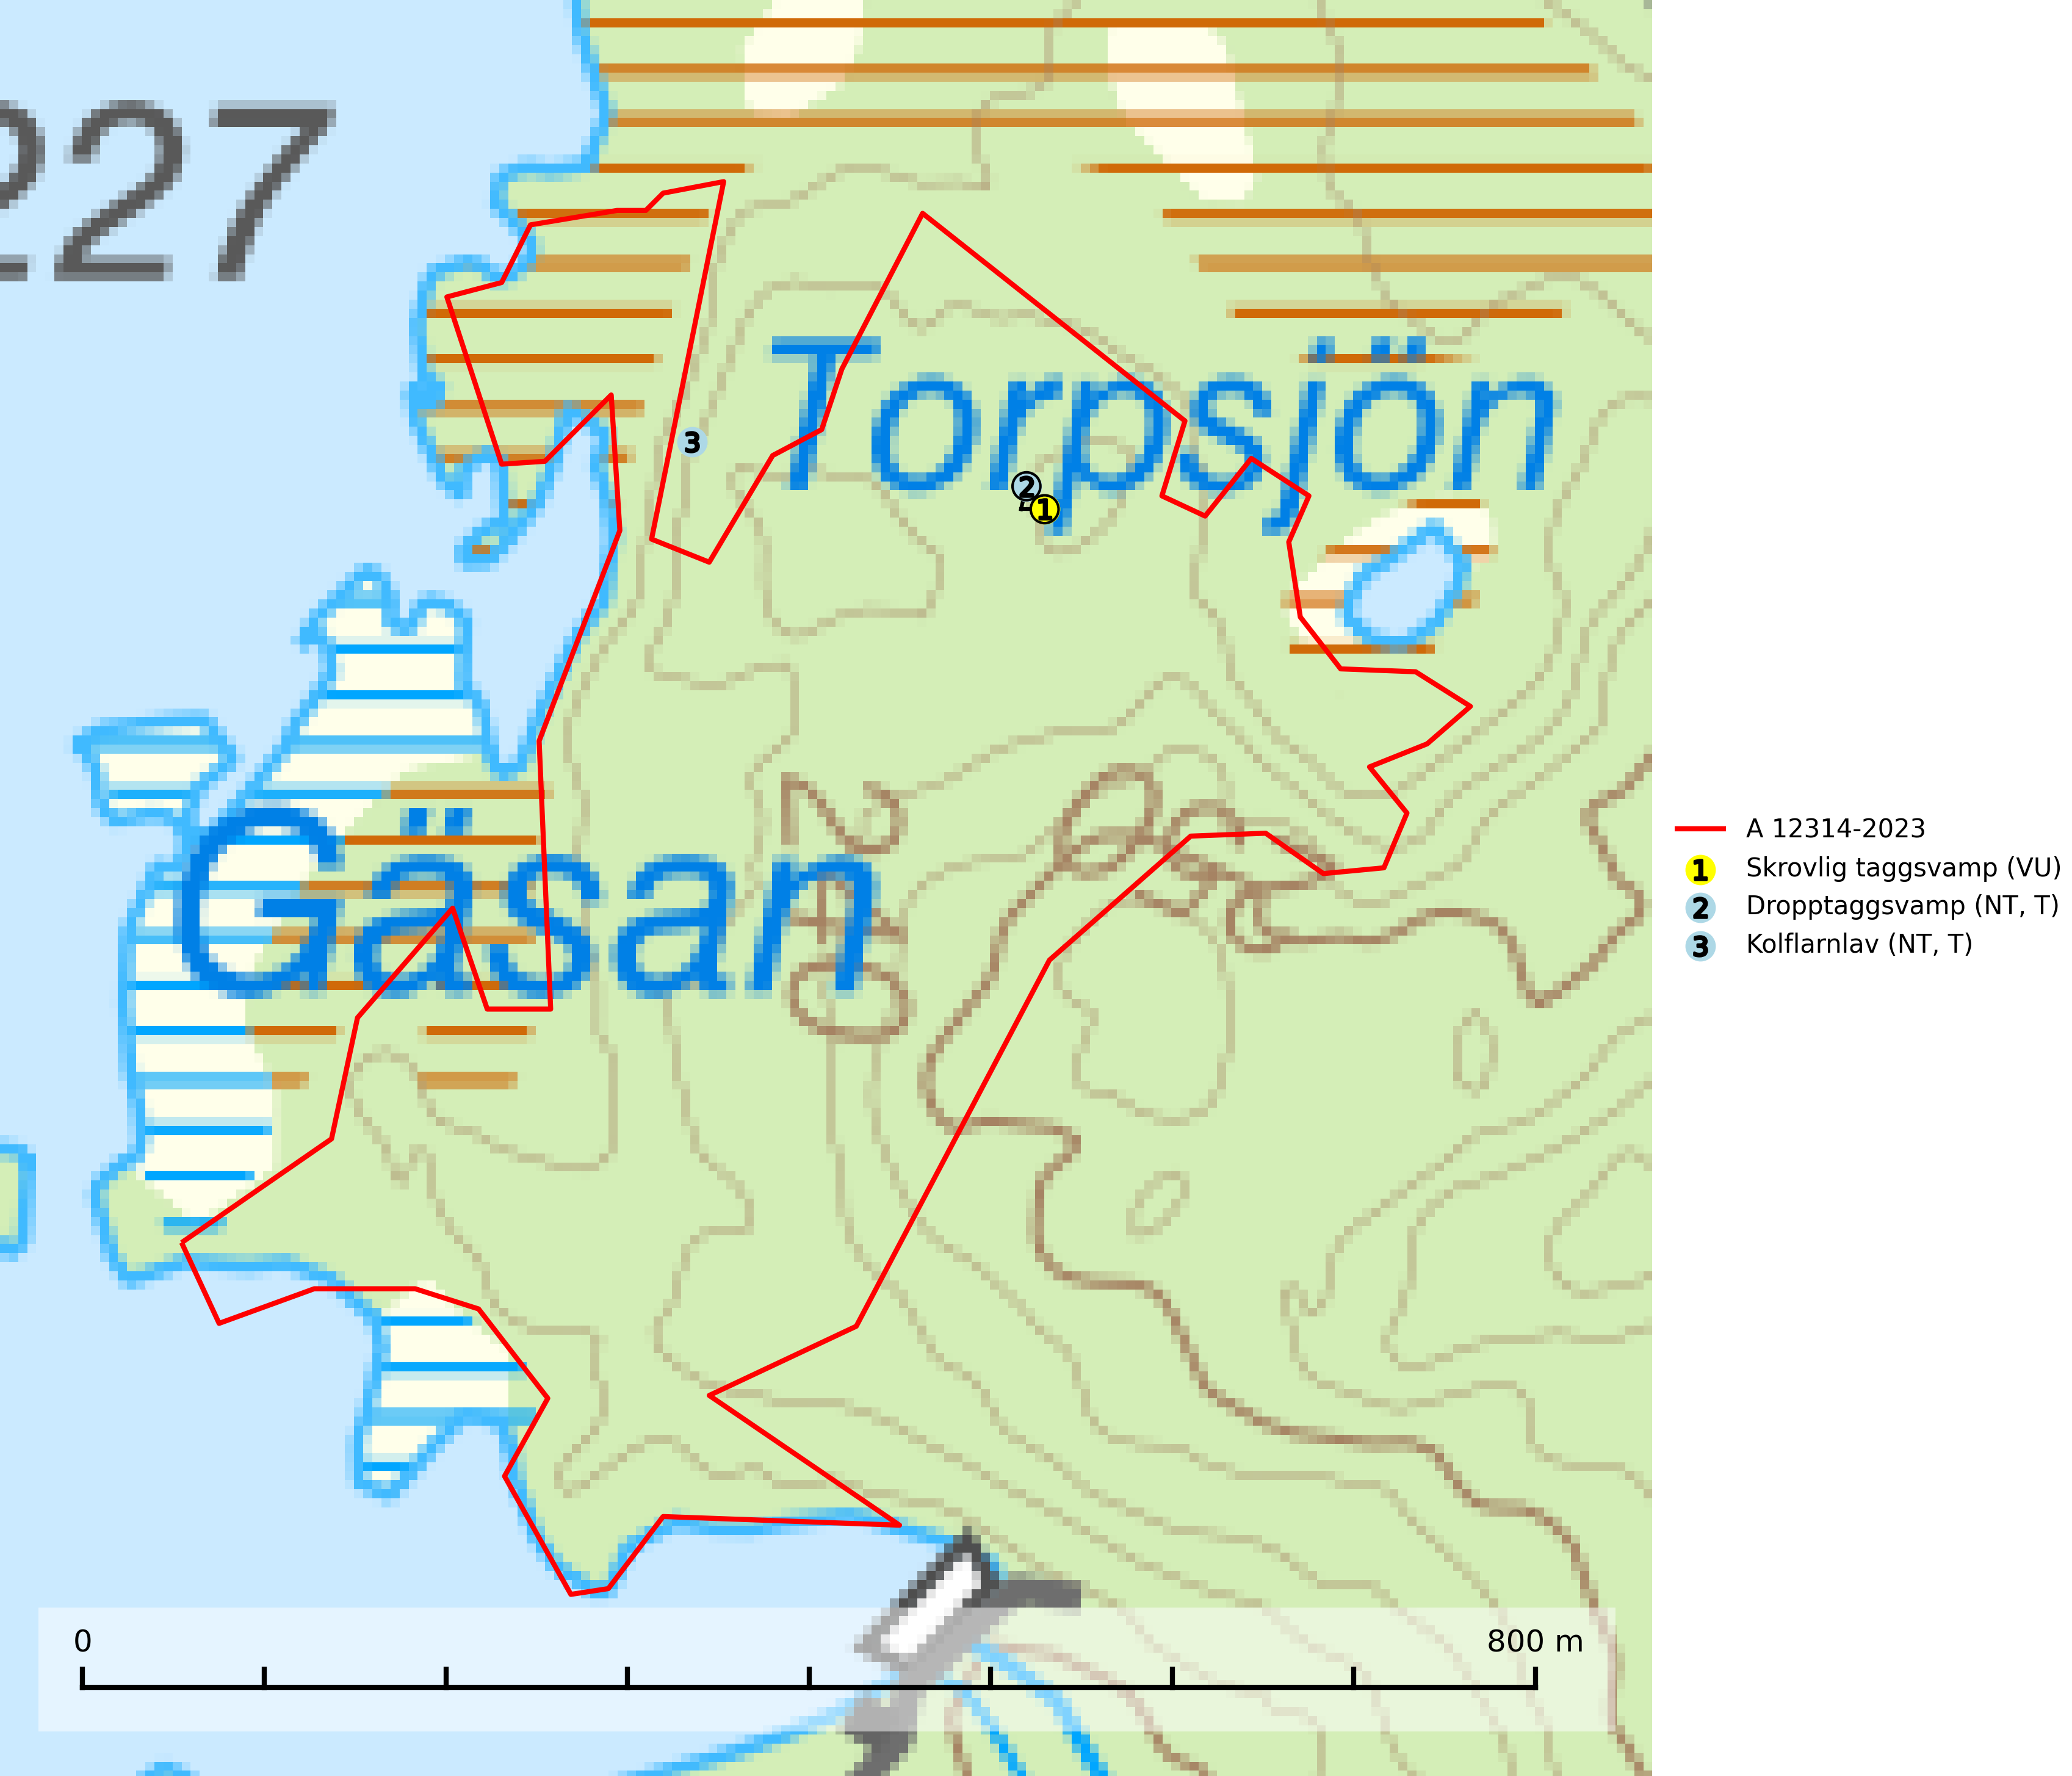 227
Torpsjön
3
2
1
Gäsan
280
0
800 m
A 12314-2023
1 Skrovlig taggsvamp (VU)
2 Dropptaggsvamp (NT, T)
3 Kolflarnlav (NT, T)